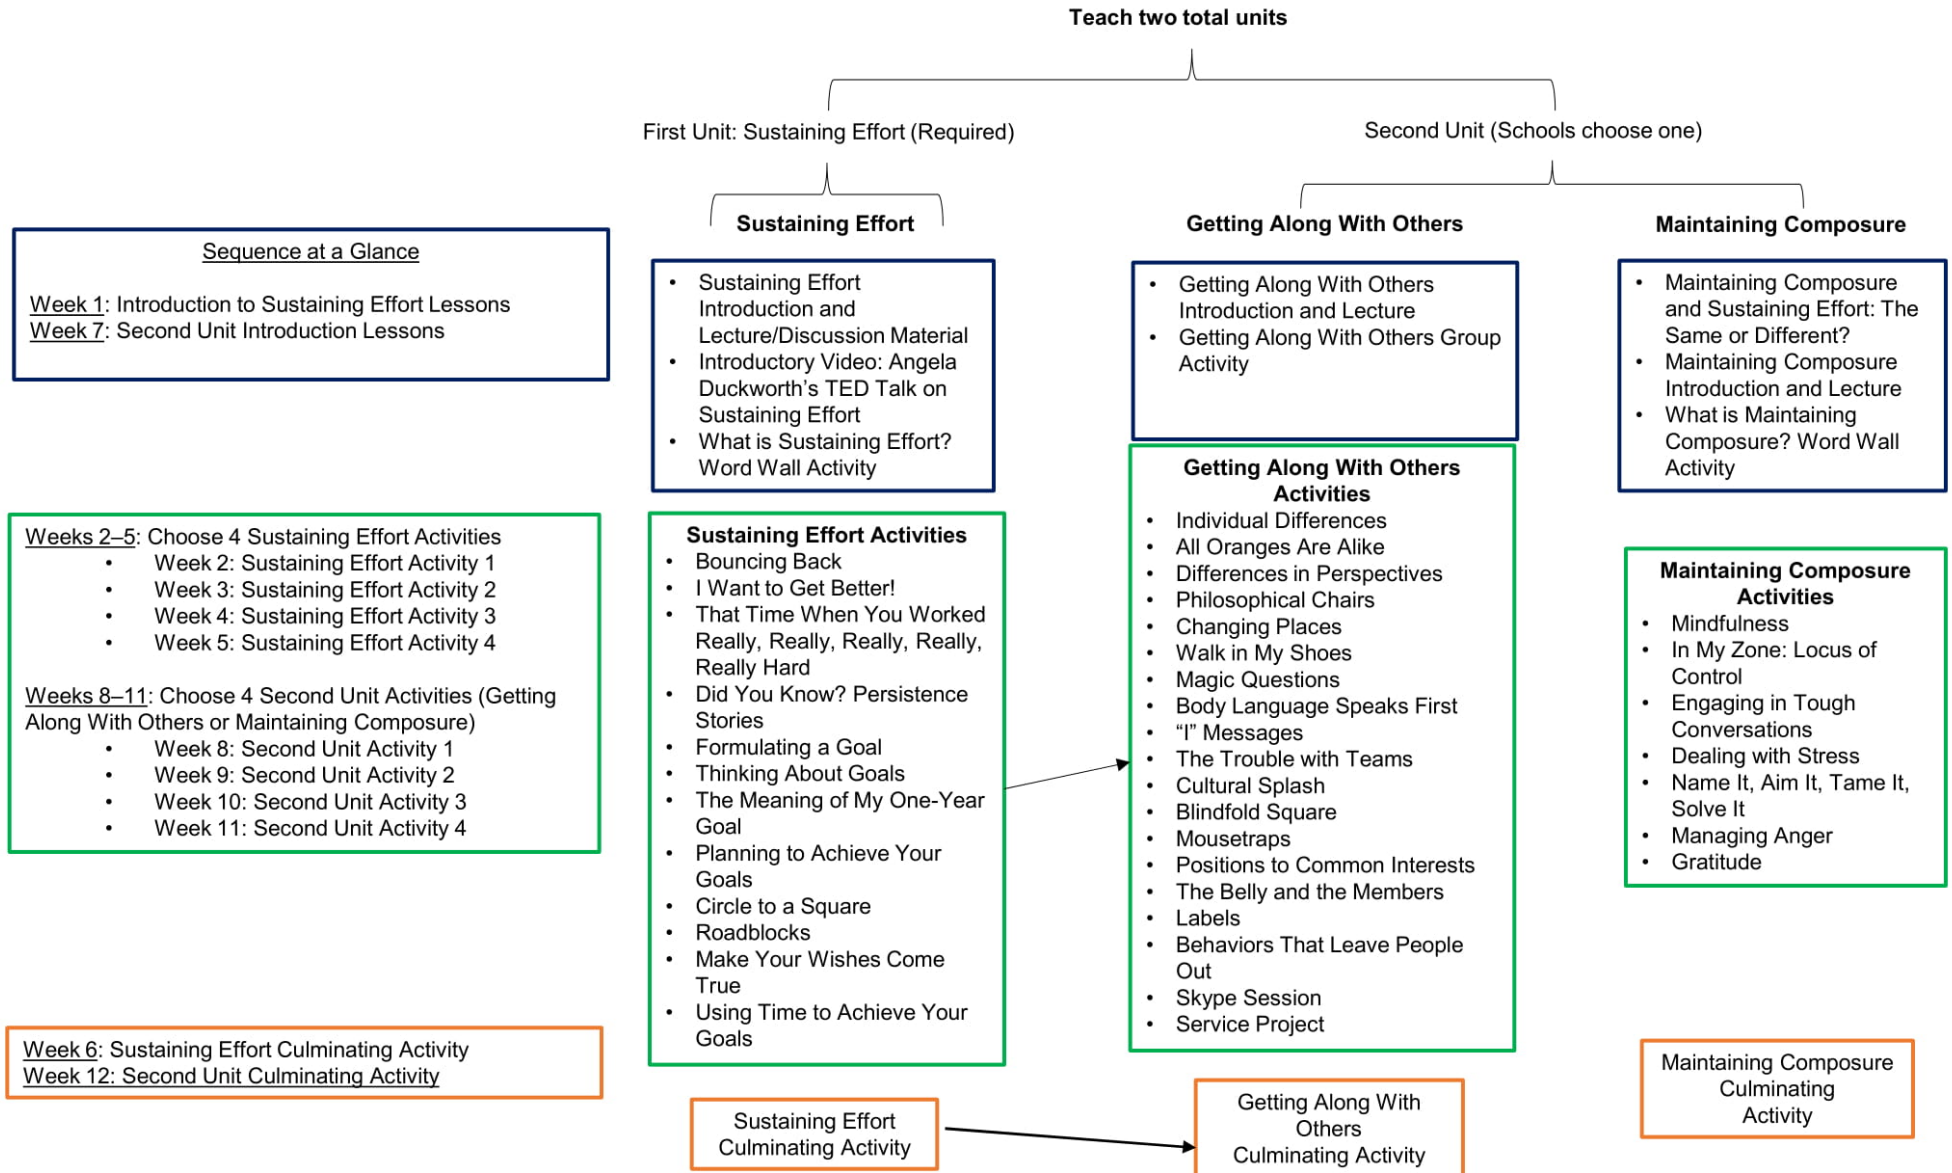 Teach two total units
First Unit: Sustaining Effort (Required)
Second Unit (Schools choose one)
Sequence at a Glance
Week 1: Introduction to Sustaining Effort Lessons
Week 7: Second Unit Introduction Lessons
Weeks 2–5: Choose 4 Sustaining Effort Activities
• Week 2: Sustaining Effort Activity 1
• Week 3: Sustaining Effort Activity 2
• Week 4: Sustaining Effort Activity 3
• Week 5: Sustaining Effort Activity 4
Weeks 8–11: Choose 4 Second Unit Activities (Getting
Along With Others or Maintaining Composure)
• Week 8: Second Unit Activity 1
• Week 9: Second Unit Activity 2
• Week 10: Second Unit Activity 3
• Week 11: Second Unit Activity 4
Week 6: Sustaining Effort Culminating Activity
Week 12: Second Unit Culminating Activity
Sustaining Effort
• Sustaining Effort
Introduction and
Lecture/Discussion Material
• Introductory Video: Angela
Duckworth’s TED Talk on
Sustaining Effort
• What is Sustaining Effort?
Word Wall Activity
Sustaining Effort Activities
• Bouncing Back
• I Want to Get Better!
• That Time When You Worked
Really, Really, Really, Really,
Really Hard
• Did You Know? Persistence
Stories
• Formulating a Goal
• Thinking About Goals
• The Meaning of My One-Year
Goal
• Planning to Achieve Your
Goals
• Circle to a Square
• Roadblocks
• Make Your Wishes Come
True
• Using Time to Achieve Your
Goals
Sustaining Effort
Culminating Activity
Getting Along With Others
• Getting Along With Others
Introduction and Lecture
• Getting Along With Others Group
Activity
Getting Along With Others
Activities
• Individual Differences
• All Oranges Are Alike
• Differences in Perspectives
• Philosophical Chairs
• Changing Places
• Walk in My Shoes
• Magic Questions
• Body Language Speaks First
• “I” Messages
• The Trouble with Teams
• Cultural Splash
• Blindfold Square
• Mousetraps
• Positions to Common Interests
• The Belly and the Members
• Labels
• Behaviors That Leave People
Out
• Skype Session
• Service Project
Getting Along With
Others
Culminating Activity
Maintaining Composure
• Maintaining Composure
and Sustaining Effort: The
Same or Different?
• Maintaining Composure
Introduction and Lecture
• What is Maintaining
Composure? Word Wall
Activity
Maintaining Composure
Activities
• Mindfulness
• In My Zone: Locus of
Control
• Engaging in Tough
Conversations
• Dealing with Stress
• Name It, Aim It, Tame It,
Solve It
• Managing Anger
• Gratitude
Maintaining Composure
Culminating
Activity